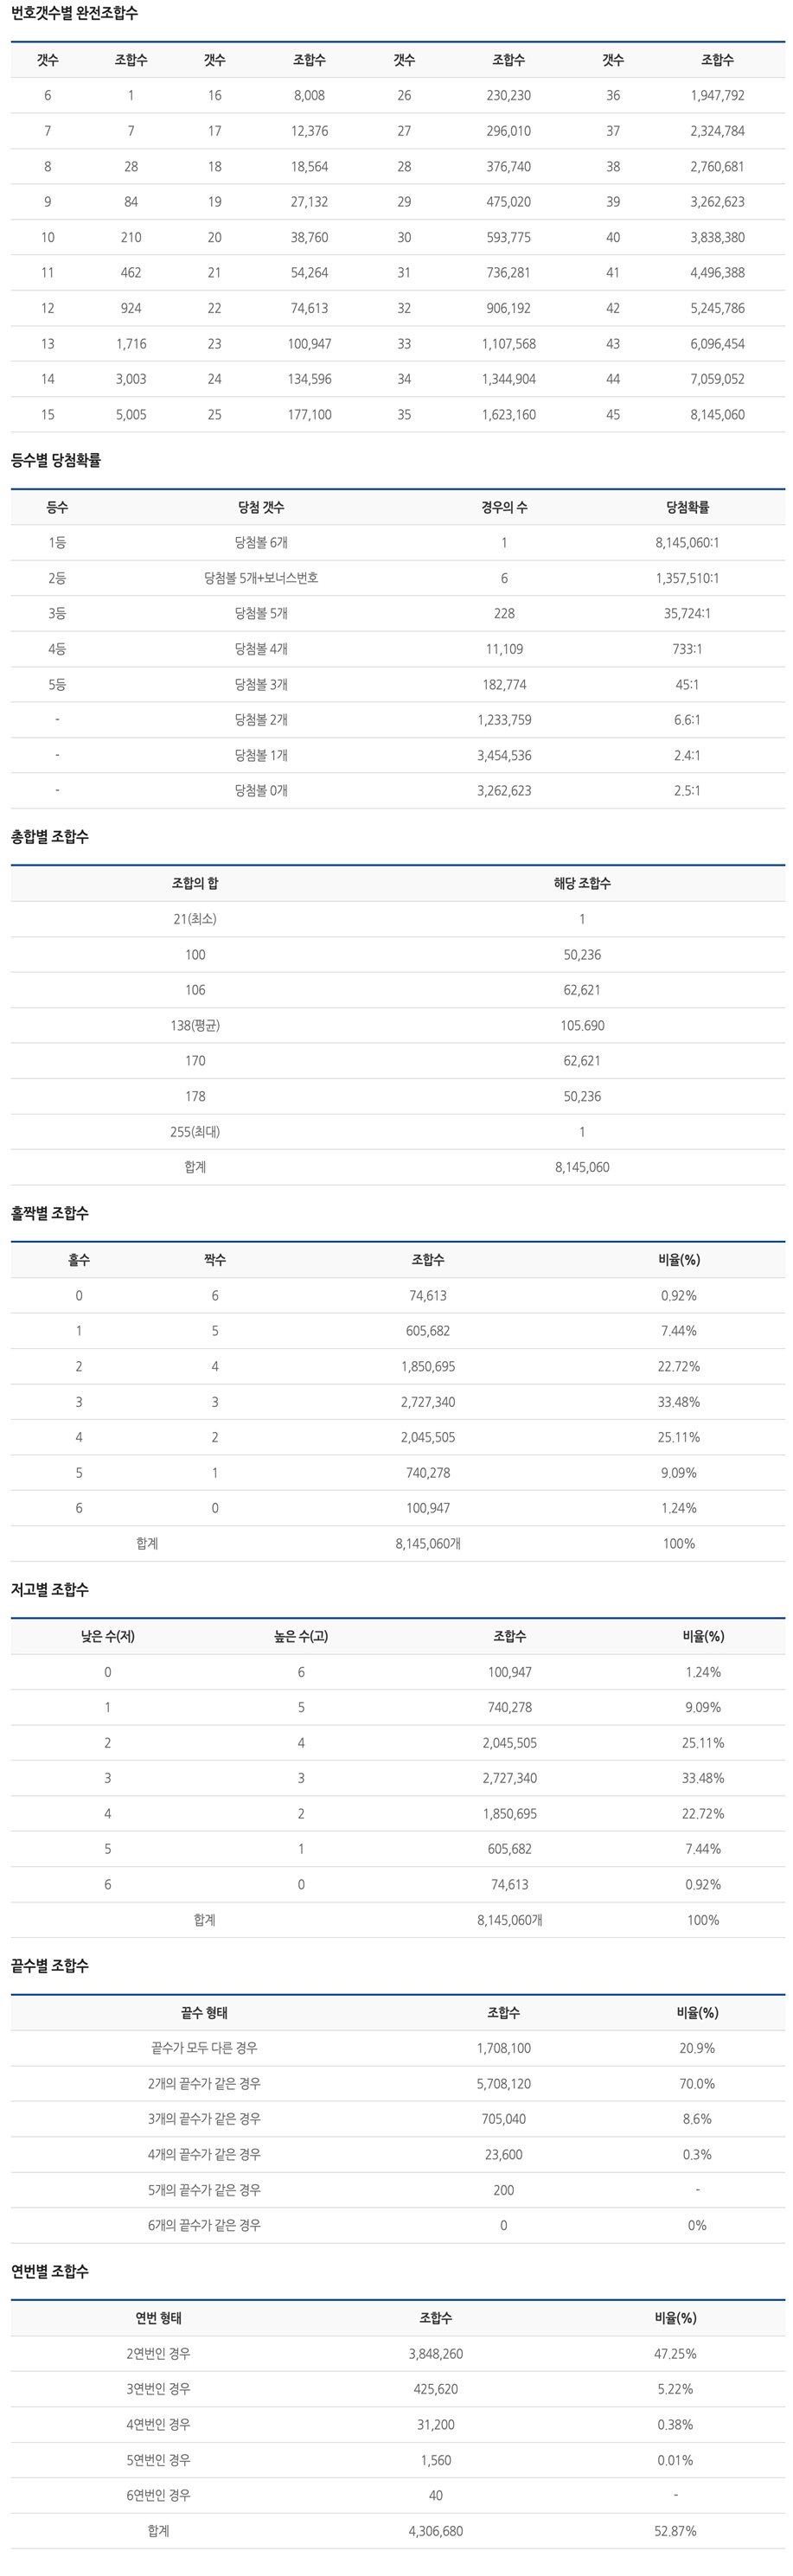 번호갯수별 완전조합수
갯수 조합수 갯수 조합수 갯수 조합수 갯수 조합수
6 1 16 8,008 26 230,230 36 1,947,792
7 7 17 12,376 27 296,010 37 2,324,784
8 28 18 18,564 28 376,740 38 2,760,681
9 84 19 27,132 29 475,020 39 3,262,623
10 210 20 38,760 30 593,775 40 3,838,380
11 462 21 54,264 31 736,281 41 4,496,388
12 924 22 74,613 32 906,192 42 5,245,786
13 1,716 23 100,947 33 1,107,568 43 6,096,454
14 3,003 24 134,596 34 1,344,904 44 7,059,052
15 5,005 25 177,100 35 1,623,160 45 8,145,060
등수별 당첨확률
등수 당첨 갯수 경우의 수 당첨확률
1등 당첨볼 6개 1 8,145,060:1
2등 당첨볼 5개+보너스번호 6 1,357,510:1
3등 당첨볼 5개 228 35,724:1
4등 당첨볼 4개 11,109 733:1
5등 당첨볼 3개 182,774 45:1
- 당첨볼 2개 1,233,759 6.6:1
- 당첨볼 1개 3,454,536 2.4:1
- 당첨볼 0개 3,262,623 2.5:1
총합별 조합수
조합의 합 해당 조합수
21(최소) 1
100 50,236
106 62,621
138(평균) 105.690
170 62,621
178 50,236
255(최대) 1
합계 8,145,060
홀짝별 조합수
홀수 짝수 조합수 비율(%)
0 6 74,613 0.92%
1 5 605,682 7.44%
2 4 1,850,695 22.72%
3 3 2,727,340 33.48%
4 2 2,045,505 25.11%
5 1 740,278 9.09%
6 0 100,947 1.24%
합계 8,145,060개 100%
저고별 조합수
낮은 수(저) 높은 수(고) 조합수 비율(%)
0 6 100,947 1.24%
1 5 740,278 9.09%
2 4 2,045,505 25.11%
3 3 2,727,340 33.48%
4 2 1,850,695 22.72%
5 1 605,682 7.44%
6 0 74,613 0.92%
합계 8,145,060개 100%
끝수별 조합수
끝수 형태 조합수 비율(%)
끝수가 모두 다른 경우 1,708,100 20.9%
2개의 끝수가 같은 경우 5,708,120 70.0%
3개의 끝수가 같은 경우 705,040 8.6%
4개의 끝수가 같은 경우 23,600 0.3%
5개의 끝수가 같은 경우 200 -
6개의 끝수가 같은 경우 0 0%
연번별 조합수
연번 형태 조합수 비율(%)
2연번인 경우 3,848,260 47.25%
3연번인 경우 425,620 5.22%
4연번인 경우 31,200 0.38%
5연번인 경우 1,560 0.01%
6연번인 경우 40 -
합계 4,306,680 52.87%